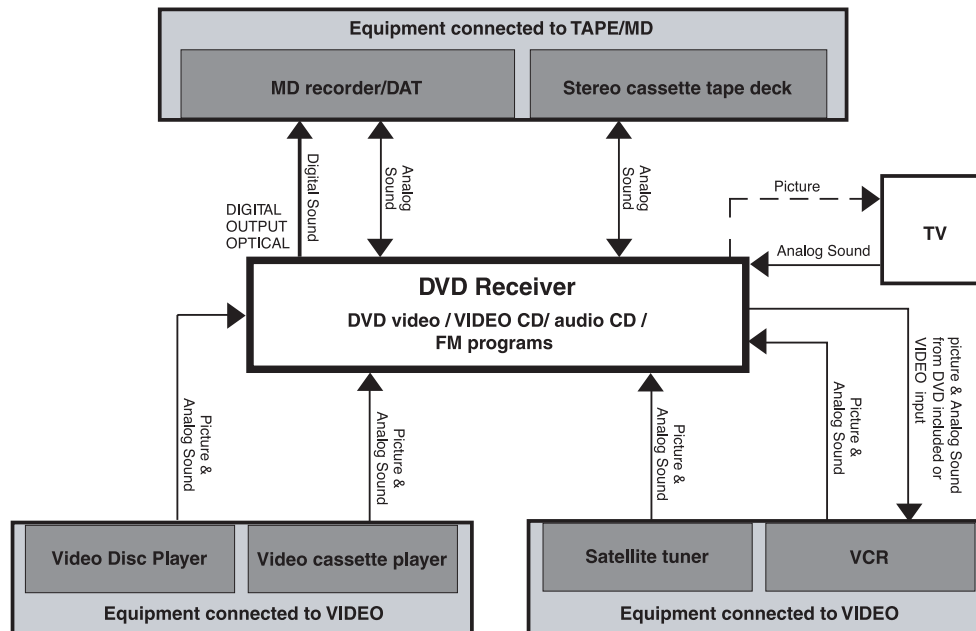 Equipment connected to TAPE/MD
MD recorder/DAT
Stereo cassette tape deck
Digital Sound
Analog
Sound
Analog
Sound
DIGITAL
OUTPUT
OPTICAL
Picture
TV
Analog Sound
DVD Receiver
DVD video / VIDEO CD/ audio CD /
FM programs
Picture &
Analog Sound
Picture &
Analog Sound
Picture &
Analog Sound
Picture &
Analog Sound
picture & Analog Sound
from DVD included or
VIDEO input
Video Disc Player
Video cassette player
Equipment connected to VIDEO
Satellite tuner
VCR
Equipment connected to VIDEO